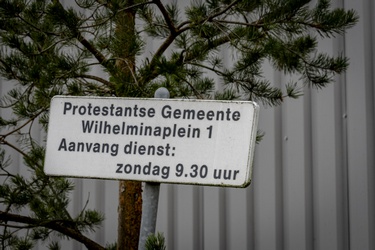 Protestantse Gemeente
Wilhelminaplein 1
Aanvang dienst:
zondag 9.30 uur